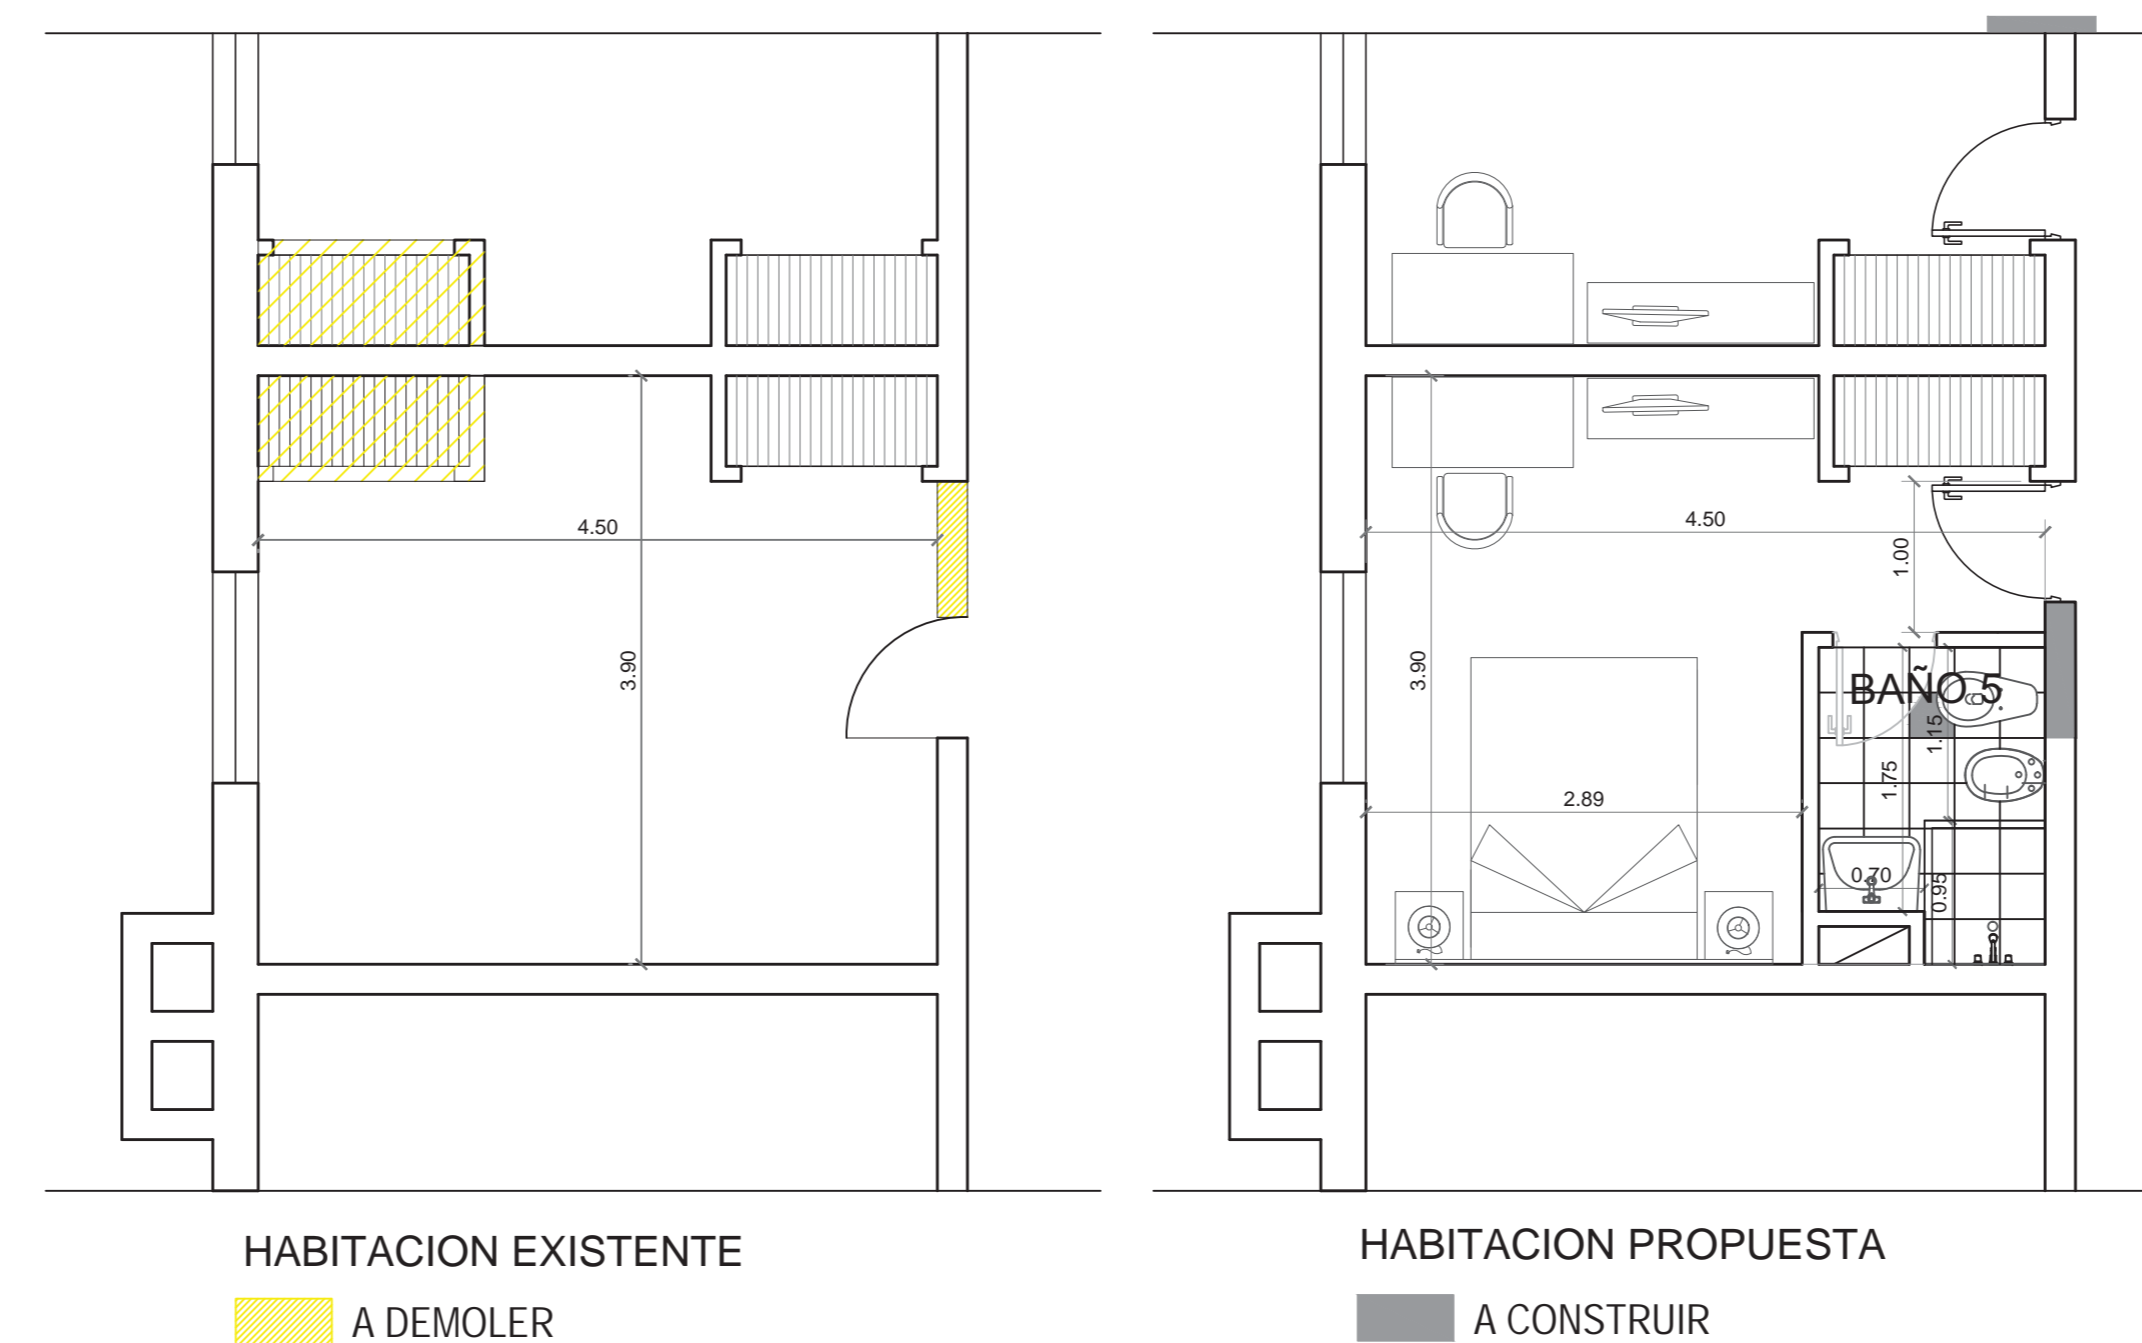 4.50
3.90
HABITACION EXISTENTE
A DEMOLER
4.50
1.00
3.90
BAÑO 5
1.15
1.75
2.89
0.70
0.95
HABITACION PROPUESTA
A CONSTRUIR